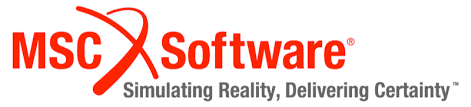 MSC Software®
Simulating Reality, Delivering Certainty™